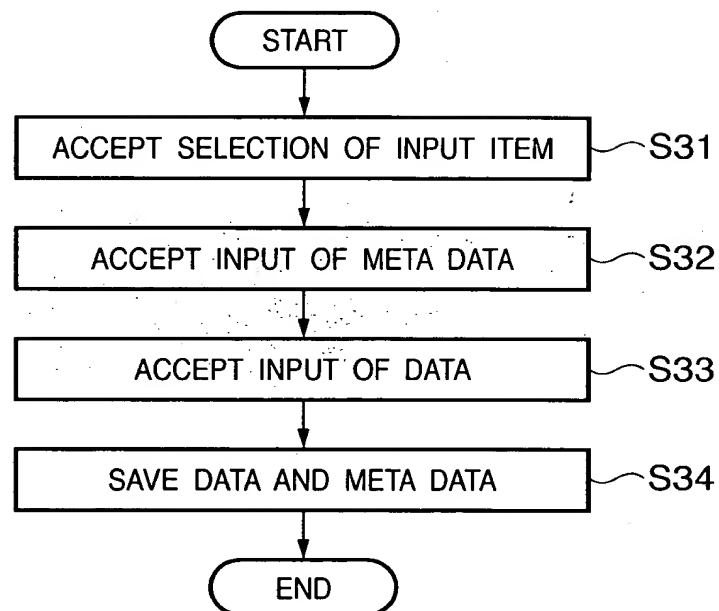 START
ACCEPT SELECTION OF INPUT ITEM S31
ACCEPT INPUT OF META DATA S32
ACCEPT INPUT OF DATA S33
SAVE DATA AND META DATA S34
END